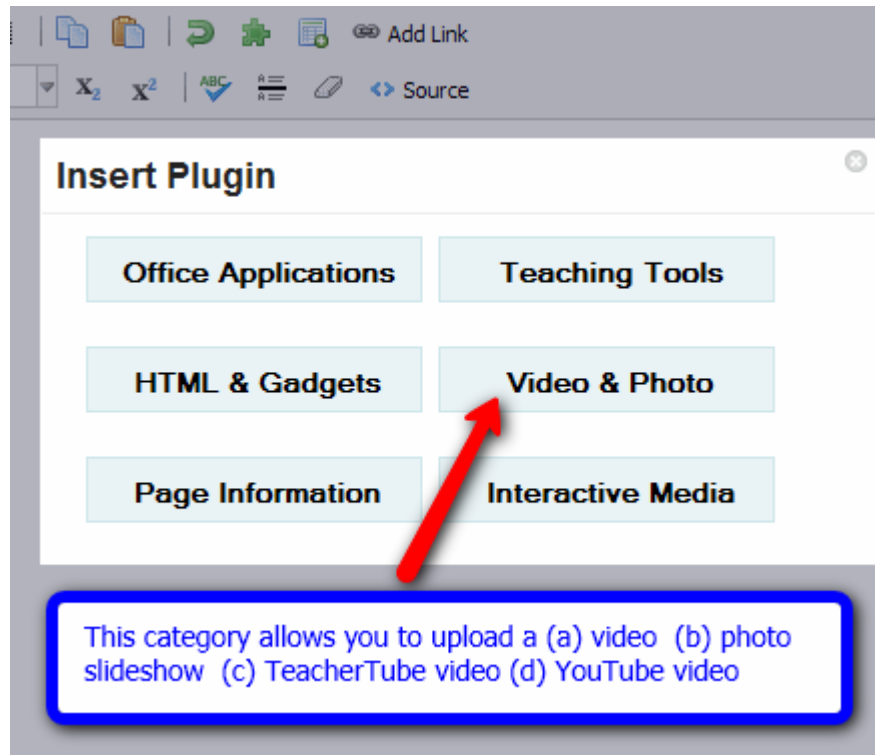 Add Link
X₂ X² ABC A A Source
Insert Plugin
Office Applications Teaching Tools
HTML & Gadgets Video & Photo
Page Information Interactive Media
This category allows you to upload a (a) video (b) photo
slideshow (c) TeacherTube video (d) YouTube video